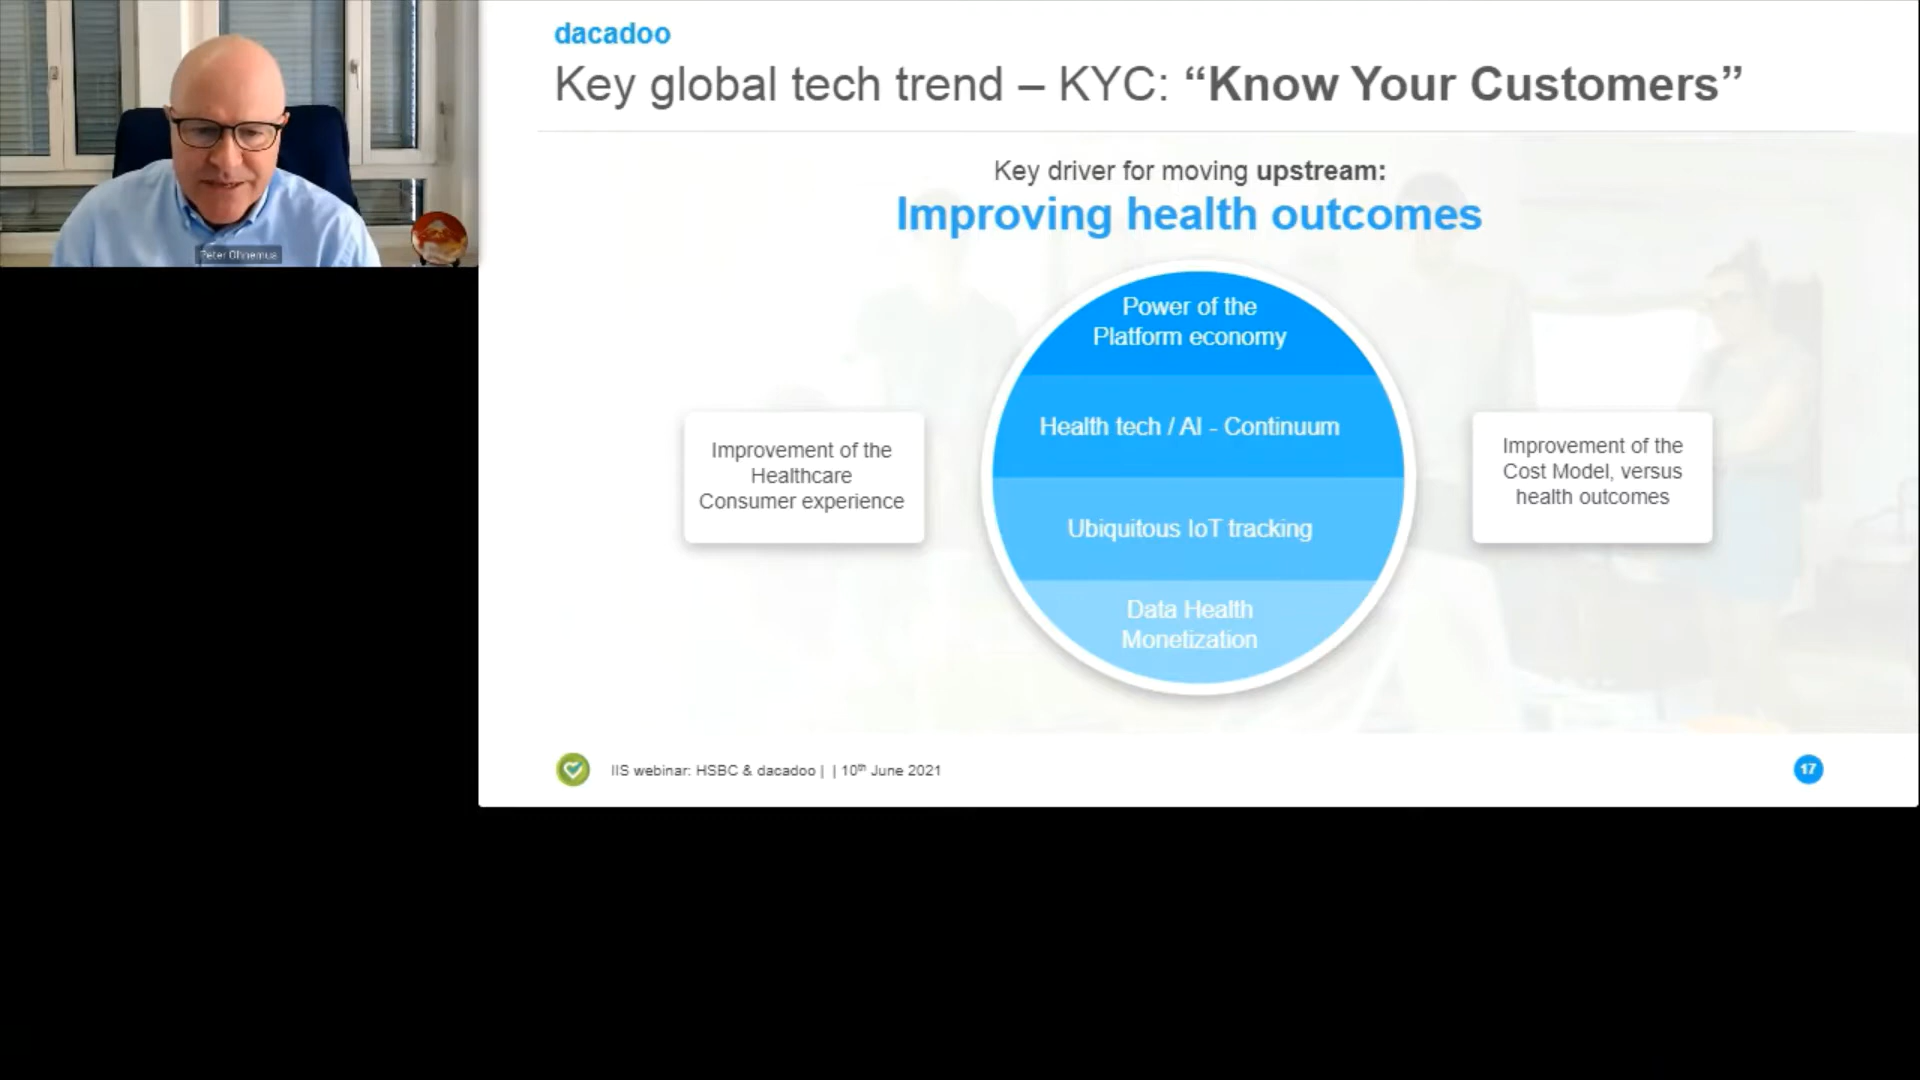 Peter Ohnemus
dacadoo
Key global tech trend – KYC: “Know Your Customers”
Key driver for moving upstream:
Improving health outcomes
Power of the
Platform economy
Health tech / AI - Continuum
Ubiquitous IoT tracking
Data Health
Monetization
Improvement of the
Healthcare
Consumer experience
Improvement of the
Cost Model, versus
health outcomes
IIS webinar: HSBC & dacadoo | | 10th June 2021
17